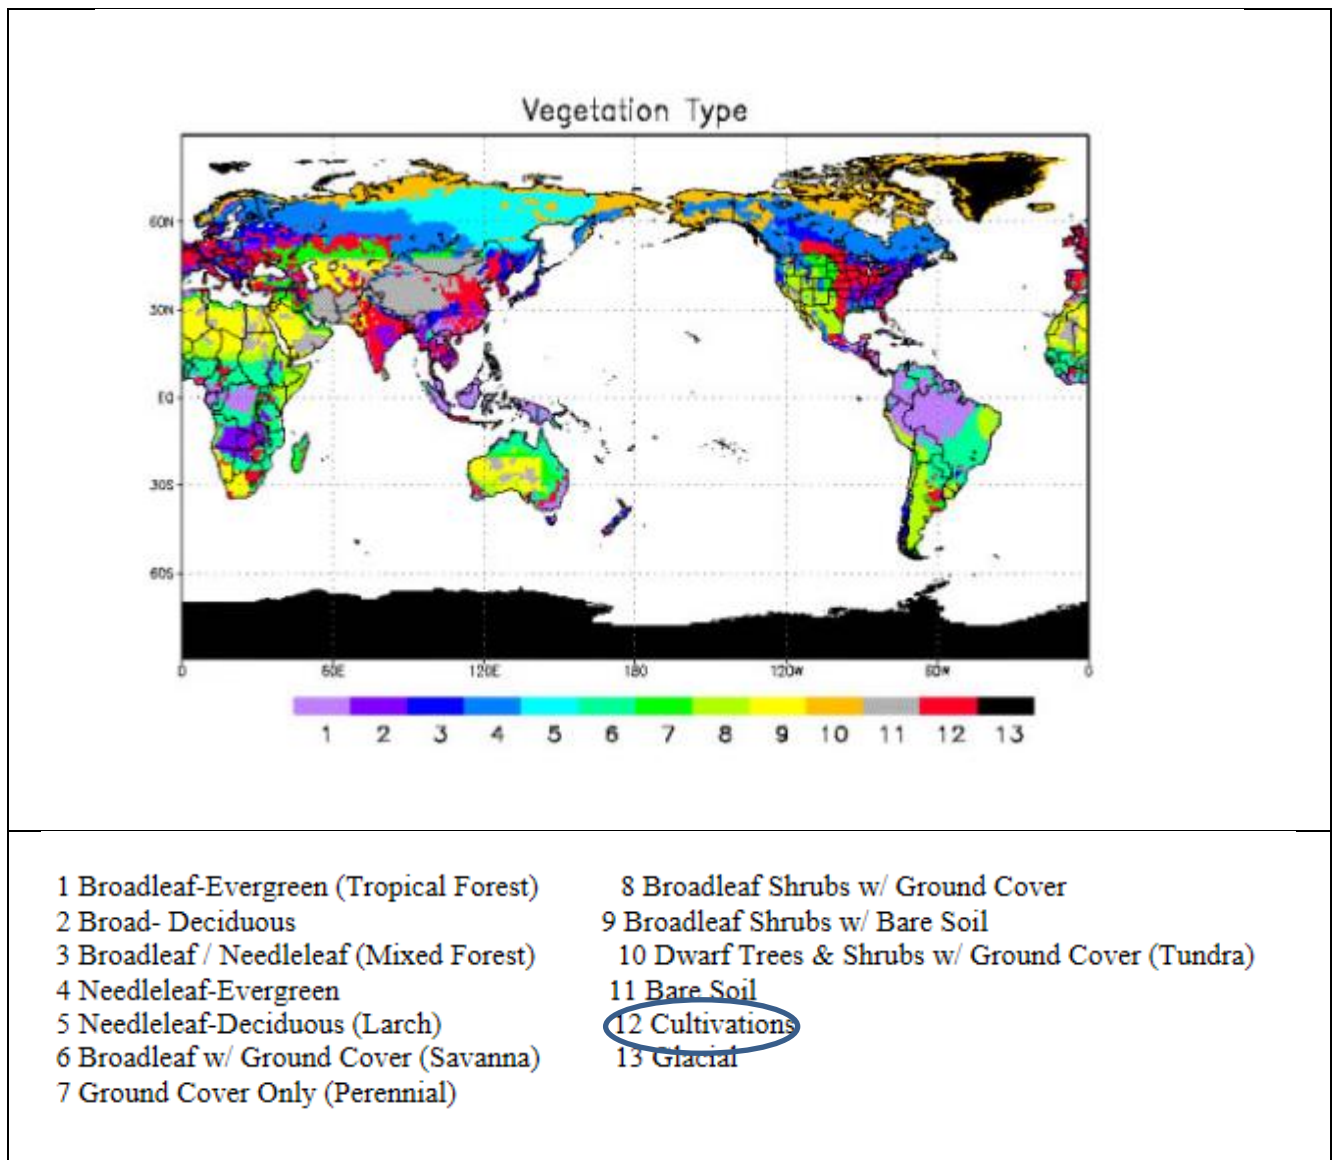 Vegetation Type
60N
30N
EQ
30S
60S
0 60E 120E 180 120W 60W 0
1 2 3 4 5 6 7 8 9 10 11 12 13
1 Broadleaf-Evergreen (Tropical Forest)
2 Broad- Deciduous
3 Broadleaf / Needleleaf (Mixed Forest)
4 Needleleaf-Evergreen
5 Needleleaf-Deciduous (Larch)
6 Broadleaf w/ Ground Cover (Savanna)
7 Ground Cover Only (Perennial)
8 Broadleaf Shrubs w/ Ground Cover
9 Broadleaf Shrubs w/ Bare Soil
10 Dwarf Trees & Shrubs w/ Ground Cover (Tundra)
11 Bare Soil
12 Cultivations
13 Glacial